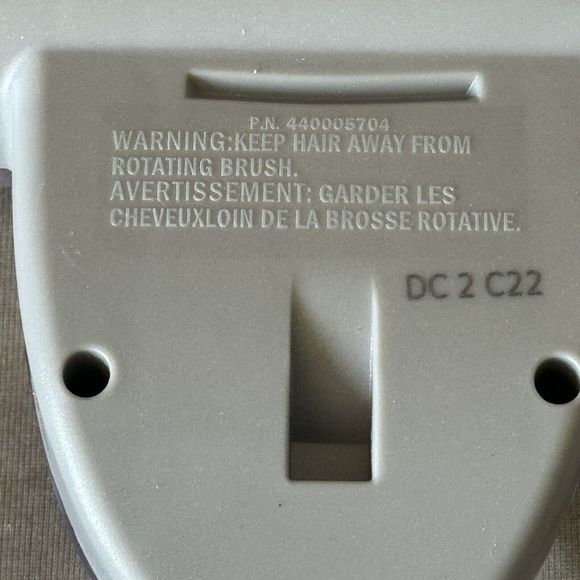 P.N. 440005704
WARNING:KEEP HAIR AWAY FROM
ROTATING BRUSH.
AVERTISSEMENT: GARDER LES
CHEVEUXLOIN DE LA BROSSE ROTATIVE.
DC 2 C22